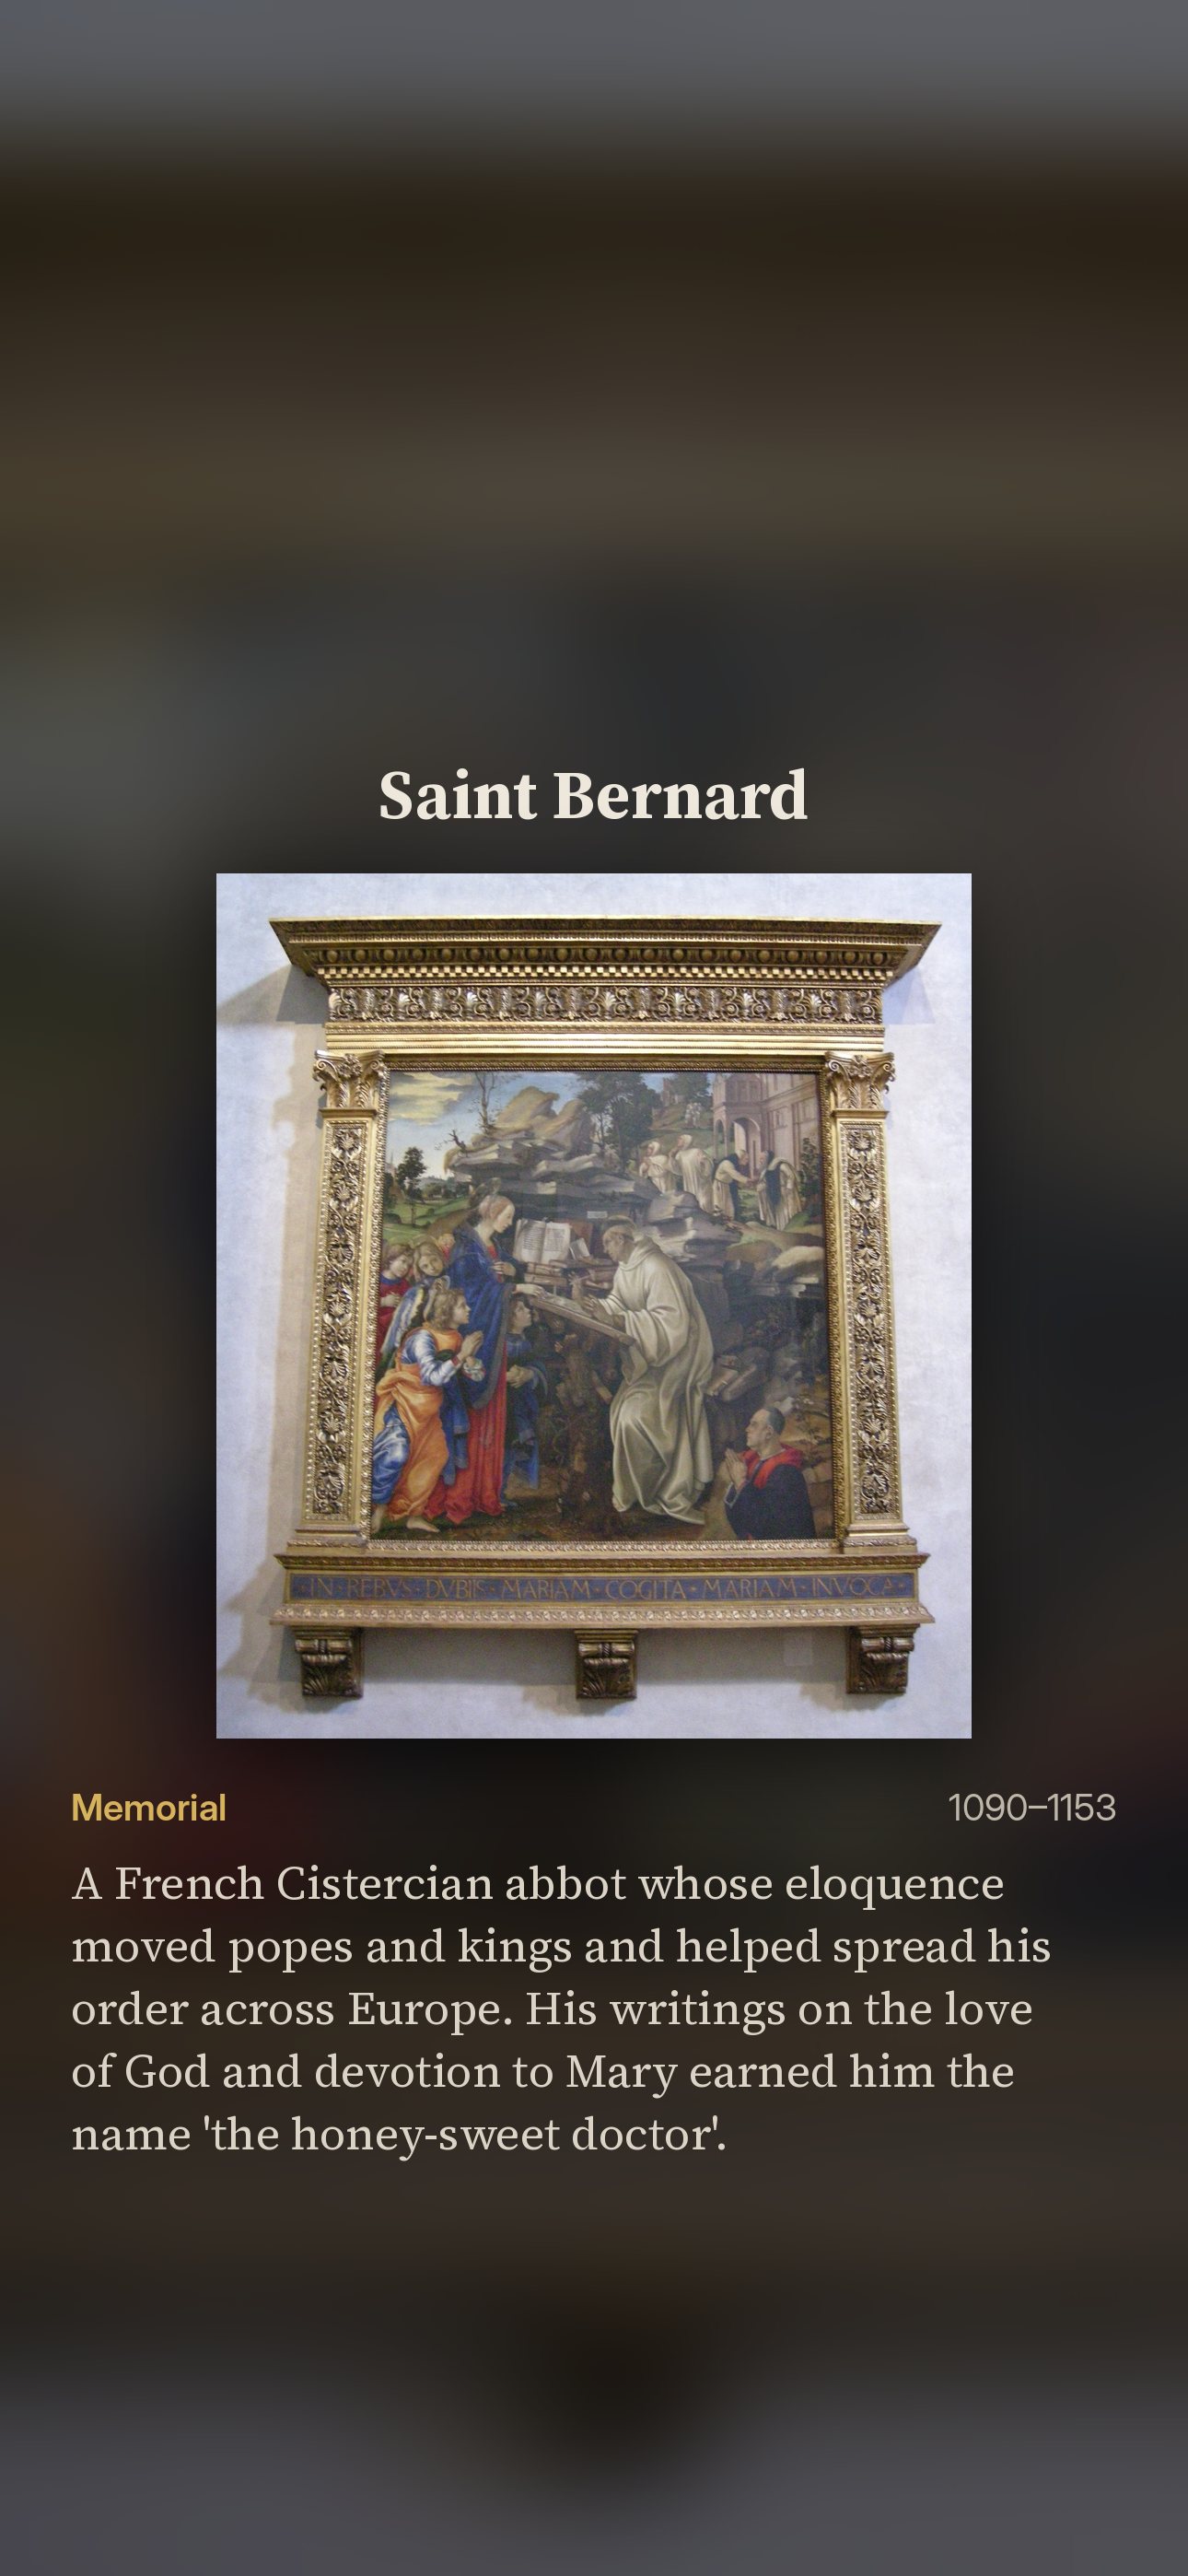 Saint Bernard
IN · REBVS · DVBIIS · MARIAM · COGITA · MARIAM · INVOCA
Memorial
1090–1153
A French Cistercian abbot whose eloquence
moved popes and kings and helped spread his
order across Europe. His writings on the love
of God and devotion to Mary earned him the
name 'the honey-sweet doctor'.